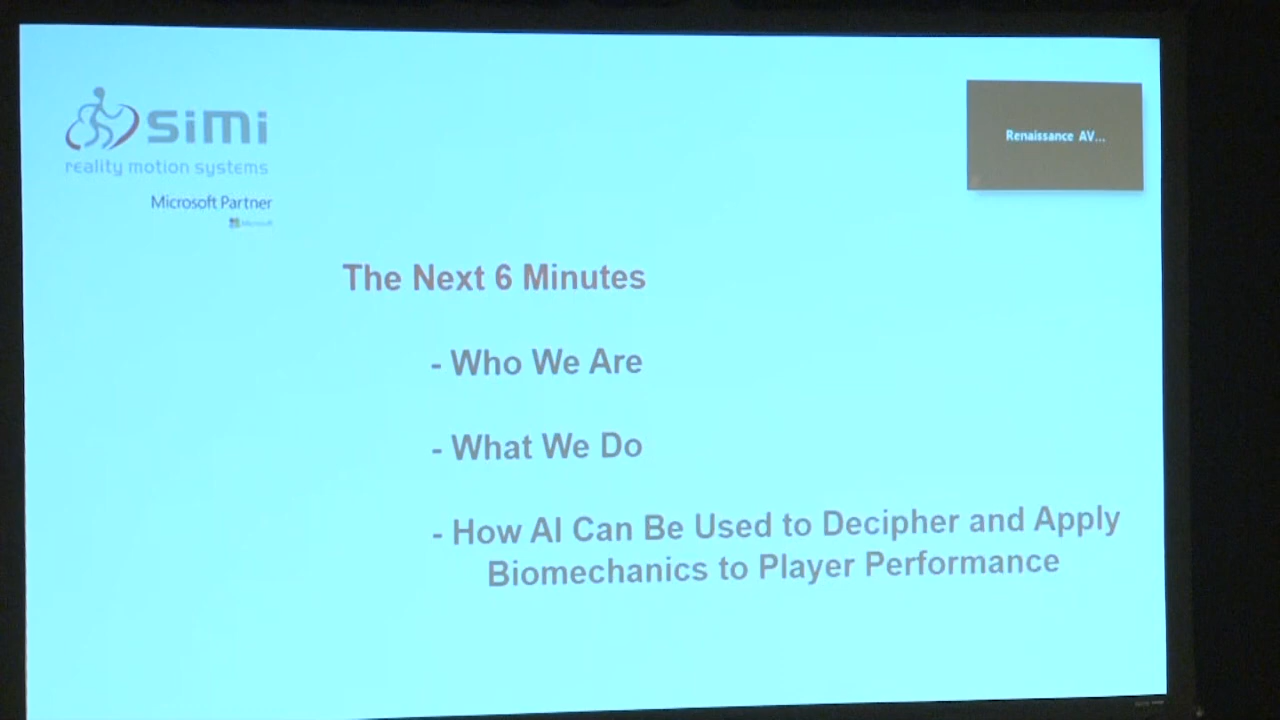 simi
reality motion systems
Microsoft Partner
Microsoft
Renaissance AV...
The Next 6 Minutes
- Who We Are
- What We Do
- How AI Can Be Used to Decipher and Apply
Biomechanics to Player Performance